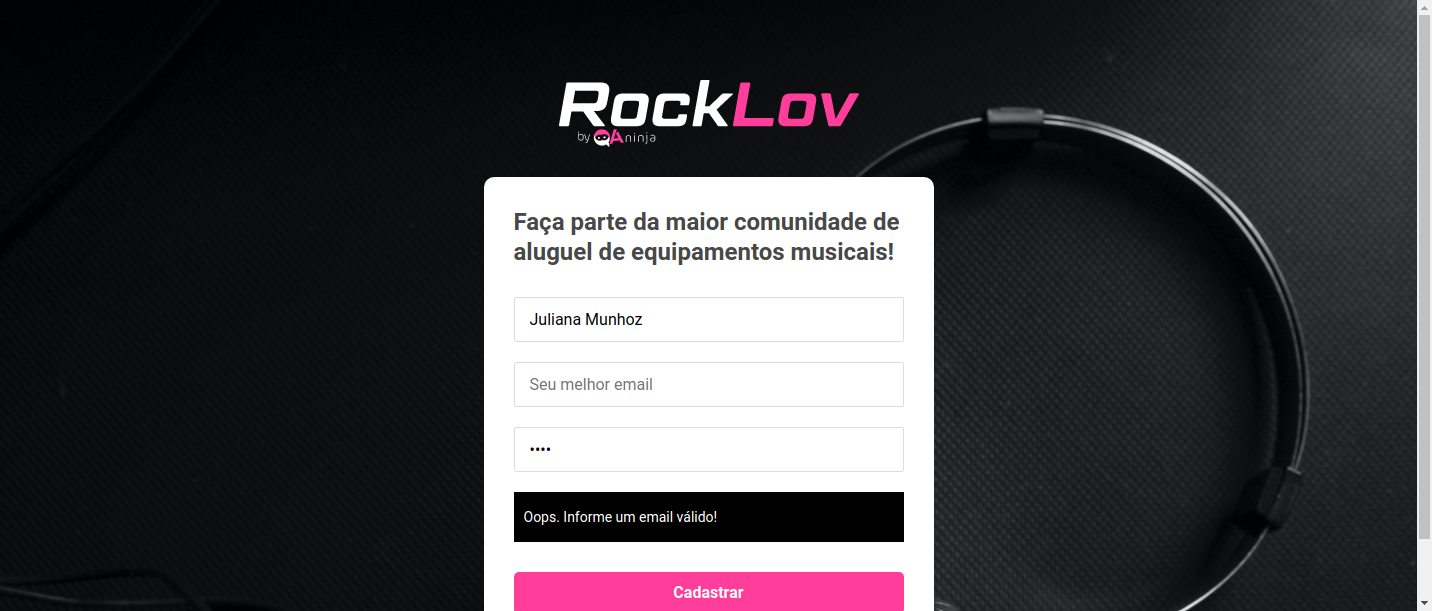 RockLov
by QAninja
Faça parte da maior comunidade de
aluguel de equipamentos musicais!
Juliana Munhoz
Seu melhor email
••••
Oops. Informe um email válido!
Cadastrar